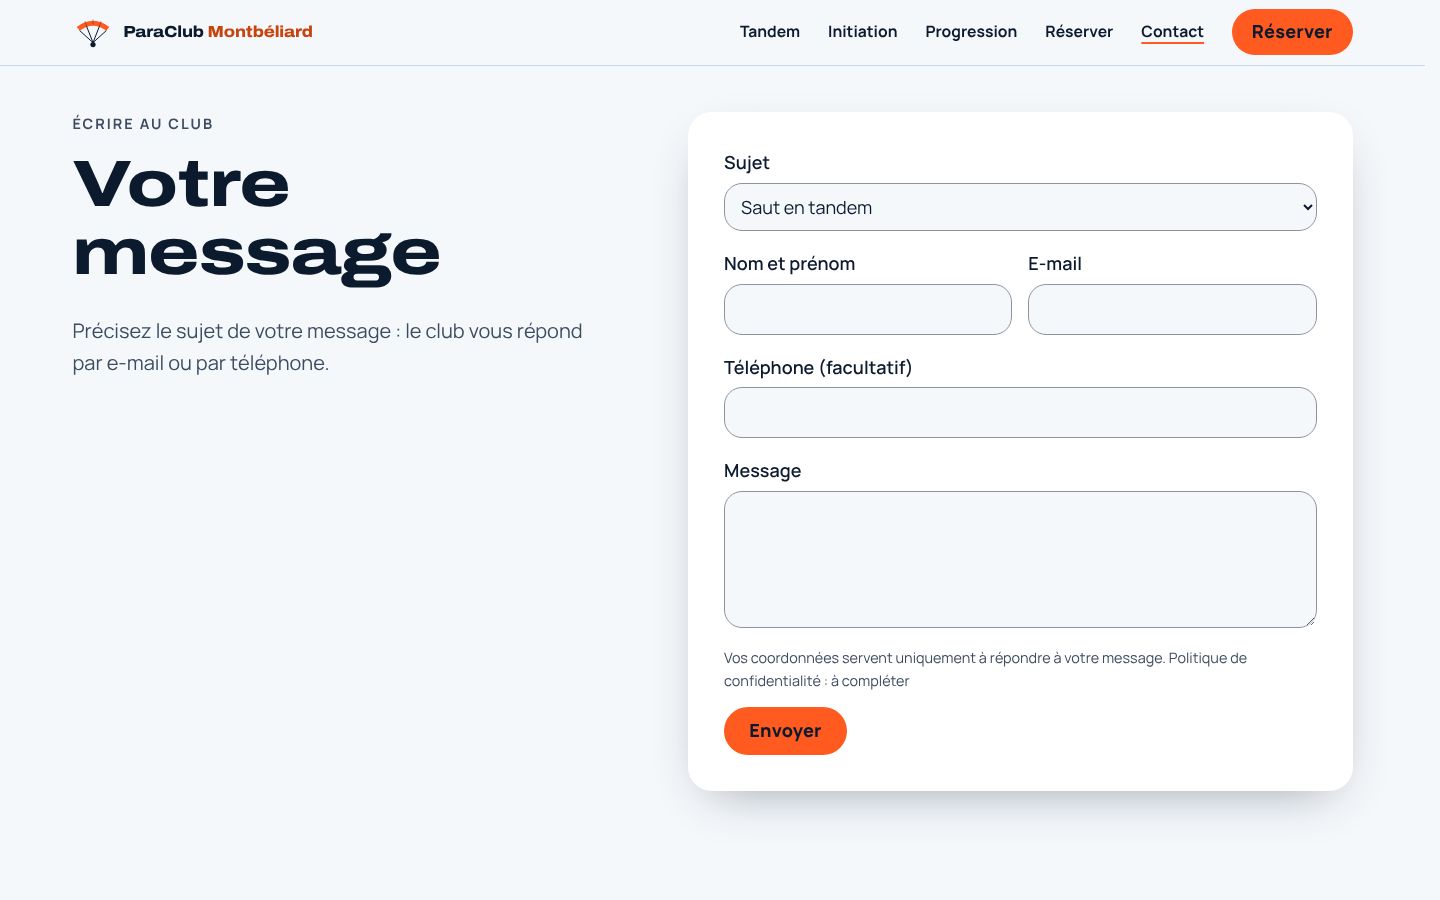 ParaClub Montbéliard
Tandem Initiation Progression Réserver Contact Réserver
ÉCRIRE AU CLUB
Votre
message
Précisez le sujet de votre message : le club vous répond
par e-mail ou par téléphone.
Sujet
Saut en tandem
Nom et prénom E-mail
Téléphone (facultatif)
Message
Vos coordonnées servent uniquement à répondre à votre message. Politique de
confidentialité : à compléter
Envoyer